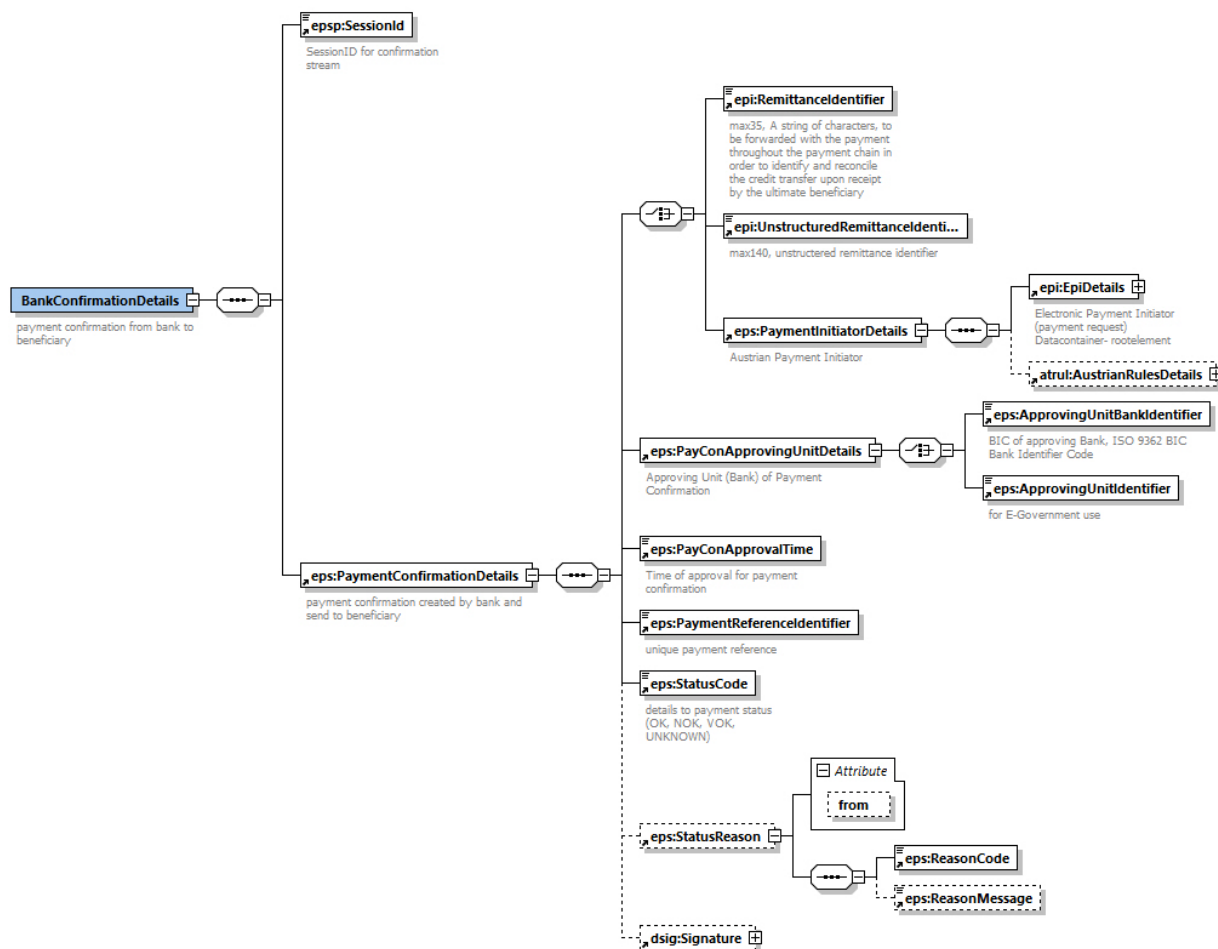 epsp:SessionId
SessionID for confirmation
stream
epi:RemittanceIdentifier
max35, A string of characters, to
be forwarded with the payment
throughout the payment chain in
order to identify and reconcile
the credit transfer upon receipt
by the ultimate beneficiary
epi:UnstructuredRemittanceIdenti...
max140, unstructered remittance identifier
BankConfirmationDetails
payment confirmation from bank to
beneficiary
epi:EpiDetails
Electronic Payment Initiator
(payment request)
Datacontainer- rootelement
eps:PaymentInitiatorDetails
Austrian Payment Initiator
atrul:AustrianRulesDetails
eps:ApprovingUnitBankIdentifier
BIC of approving Bank, ISO 9362 BIC
Bank Identifier Code
eps:PayConApprovingUnitDetails
Approving Unit (Bank) of Payment
Confirmation
eps:ApprovingUnitIdentifier
for E-Government use
eps:PayConApprovalTime
Time of approval for payment
confirmation
eps:PaymentConfirmationDetails
payment confirmation created by bank and
send to beneficiary
eps:PaymentReferenceIdentifier
unique payment reference
eps:StatusCode
details to payment status
(OK, NOK, VOK,
UNKNOWN)
Attribute
from
eps:StatusReason
eps:ReasonCode
eps:ReasonMessage
dsig:Signature